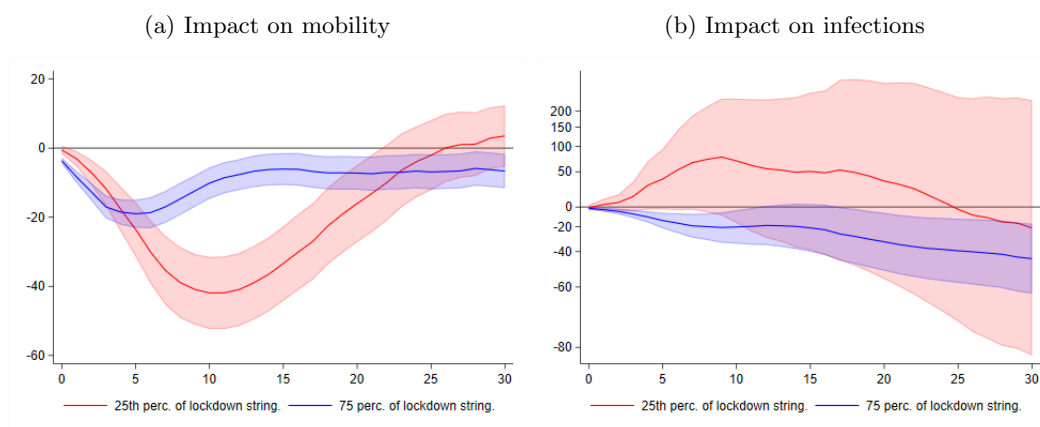 (a) Impact on mobility
20
0
-20
-40
-60
0 5 10 15 20 25 30
25th perc. of lockdown string. 75 perc. of lockdown string.
(b) Impact on infections
200
150
100
50
0
-20
-40
-60
-80
0 5 10 15 20 25 30
25th perc. of lockdown string. 75 perc. of lockdown string.